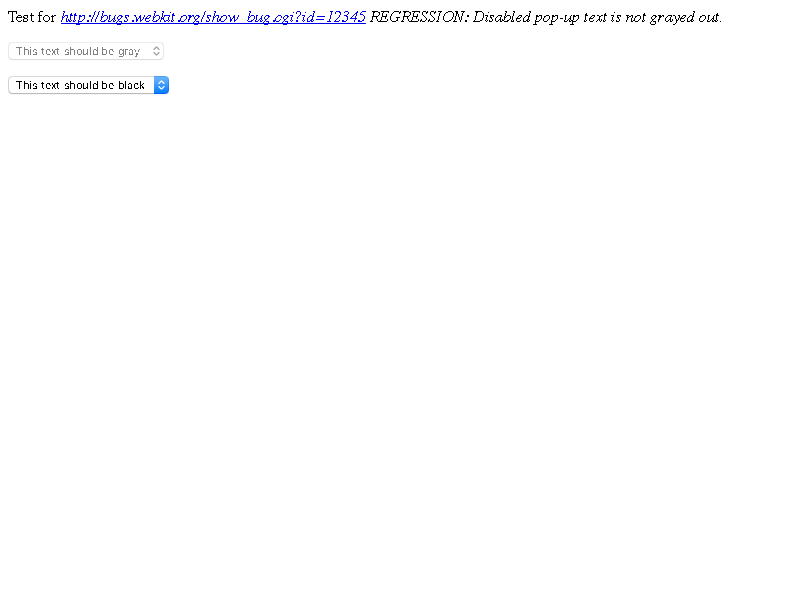 Test for http://bugs.webkit.org/show_bug.cgi?id=12345 REGRESSION: Disabled pop-up text is not grayed out.
This text should be gray
This text should be black